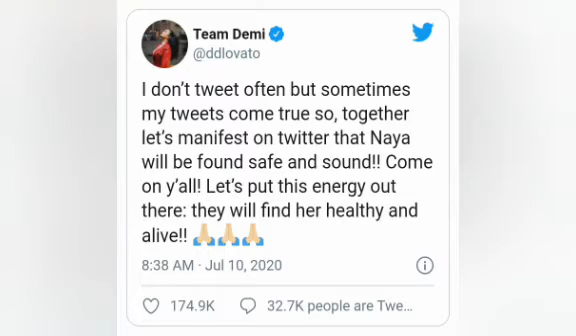 Team Demi
@ddlovato
I don't tweet often but sometimes
my tweets come true so, together
let's manifest on twitter that Naya
will be found safe and sound!! Come
on y'all! Let's put this energy out
there: they will find her healthy and
alive!! 🙏🏼🙏🏼🙏🏼
8:38 AM · Jul 10, 2020
174.9K 32.7K people are Twe...